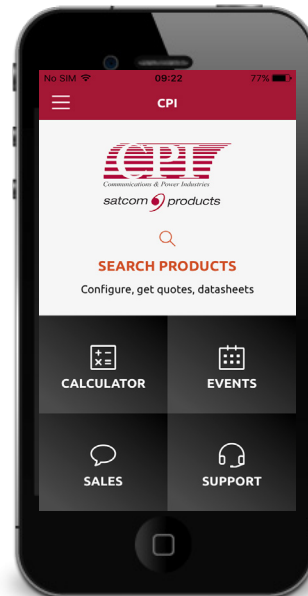 No SIM 09:22 77%
CPI
CPI
Communications & Power Industries
satcom products
SEARCH PRODUCTS
Configure, get quotes, datasheets
CALCULATOR EVENTS
SALES SUPPORT